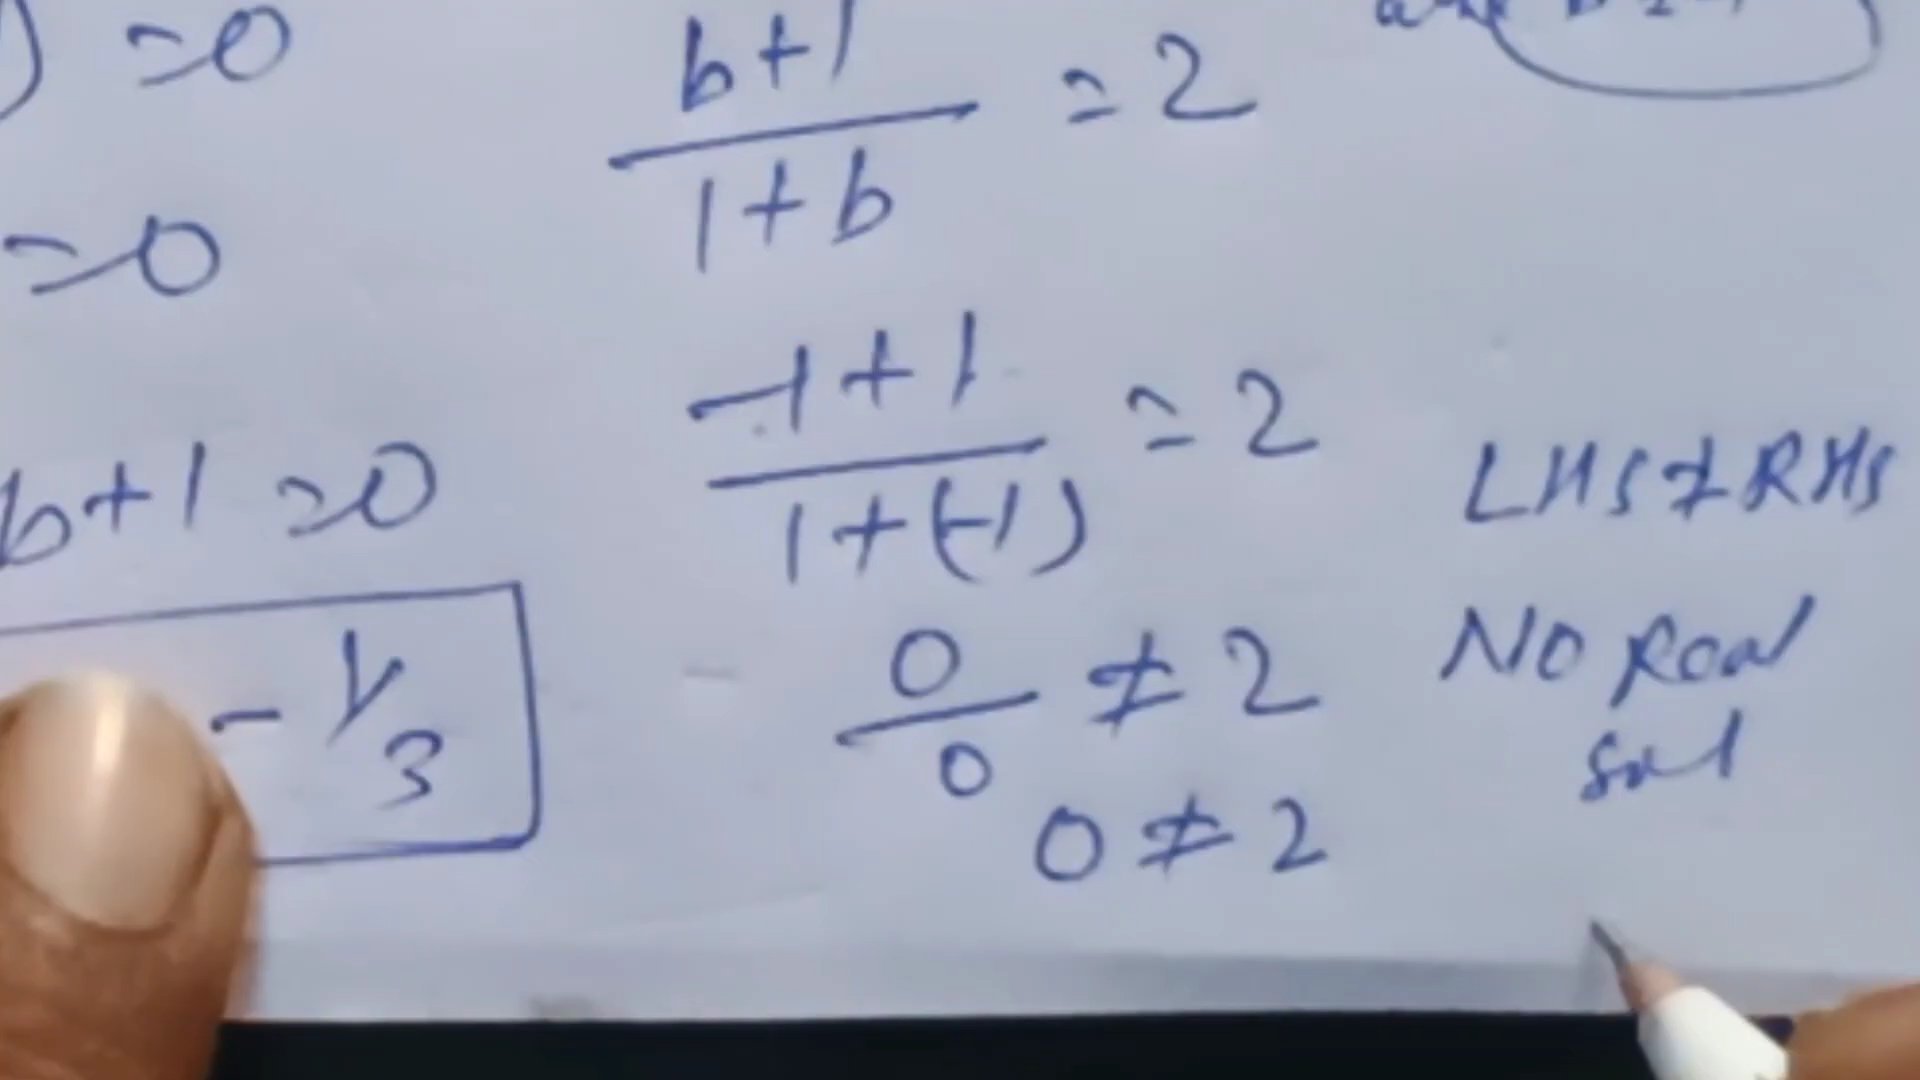 ) =0
b+1
/
1+b = 2
=0
-1+1
/
1+(-1) = 2
LHS ≠ RHS
b+1 =0
0/0 ≠ 2
No Real
- 1/3
sol
0 ≠ 2